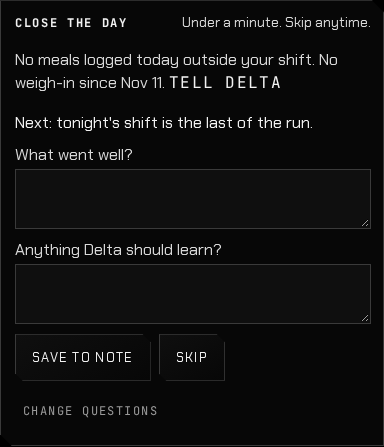 CLOSE THE DAY Under a minute. Skip anytime.
No meals logged today outside your shift. No
weigh-in since Nov 11. TELL DELTA
Next: tonight's shift is the last of the run.
What went well?
Anything Delta should learn?
SAVE TO NOTE SKIP
CHANGE QUESTIONS